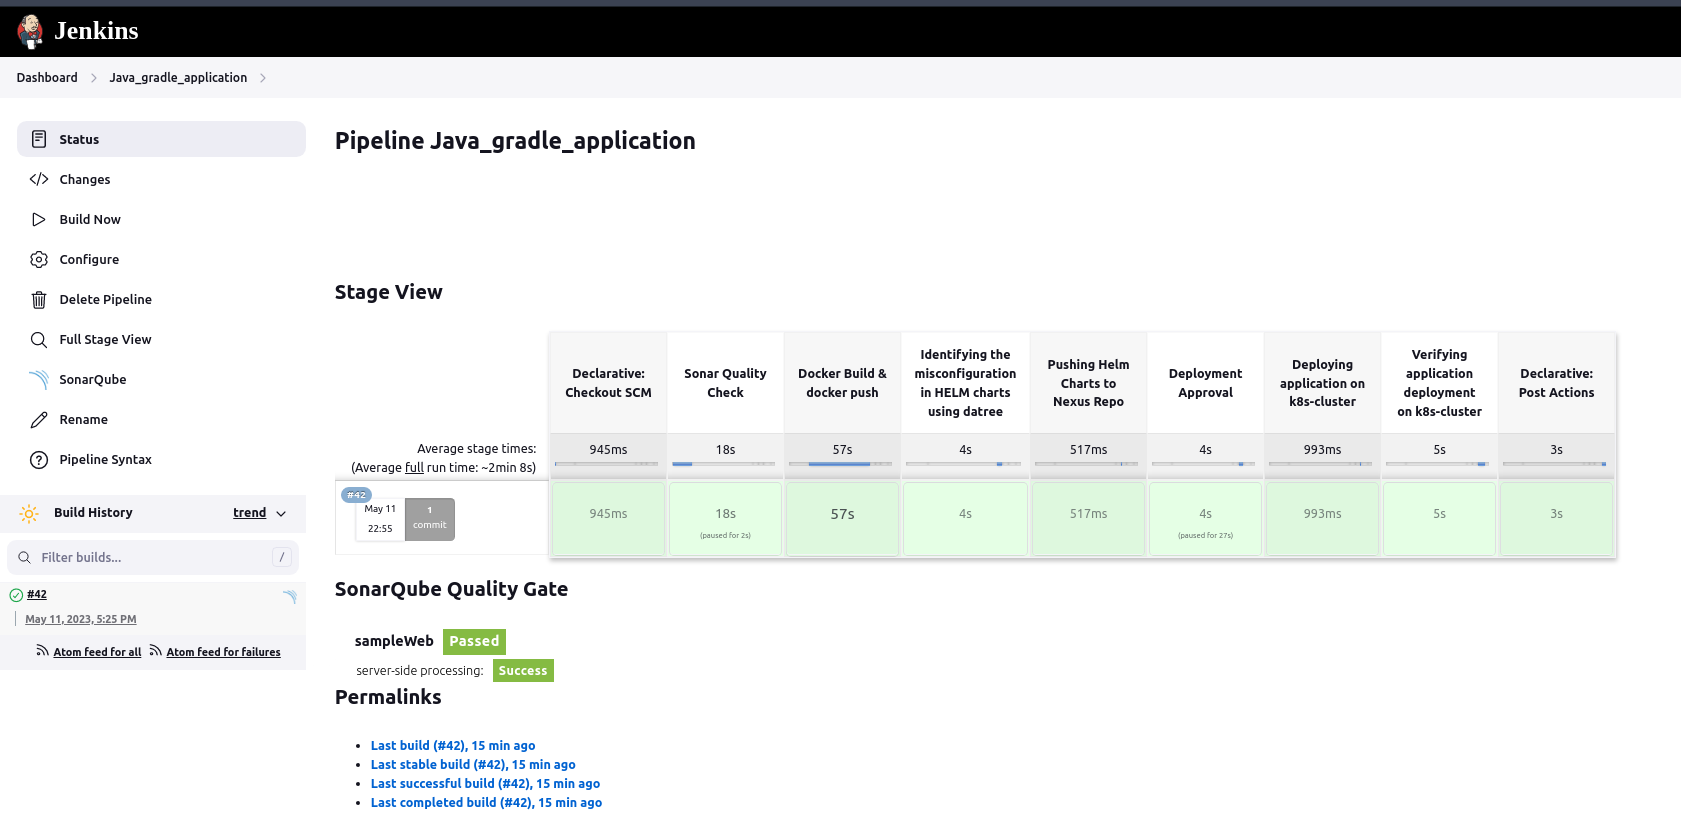 Jenkins
Dashboard
Java_gradle_application
Status
Changes
Build Now
Configure
Delete Pipeline
Full Stage View
SonarQube
Rename
Pipeline Syntax
Build History
trend
Filter builds...
/
#42
May 11, 2023, 5:25 PM
Atom feed for all
Atom feed for failures
Pipeline Java_gradle_application
Stage View
Declarative:
Checkout SCM
Sonar Quality
Check
Docker Build &
docker push
Identifying the
misconfiguration
in HELM charts
using datree
Pushing Helm
Charts to
Nexus Repo
Deployment
Approval
Deploying
application on
k8s-cluster
Verifying
application
deployment
on k8s-cluster
Declarative:
Post Actions
Average stage times:
(Average full run time: ~2min 8s)
945ms
18s
57s
4s
517ms
4s
993ms
5s
3s
#42
May 11
22:55
1
commit
945ms
18s
(paused for 2s)
57s
4s
517ms
4s
(paused for 27s)
993ms
5s
3s
SonarQube Quality Gate
sampleWeb Passed
server-side processing: Success
Permalinks
Last build (#42), 15 min ago
Last stable build (#42), 15 min ago
Last successful build (#42), 15 min ago
Last completed build (#42), 15 min ago